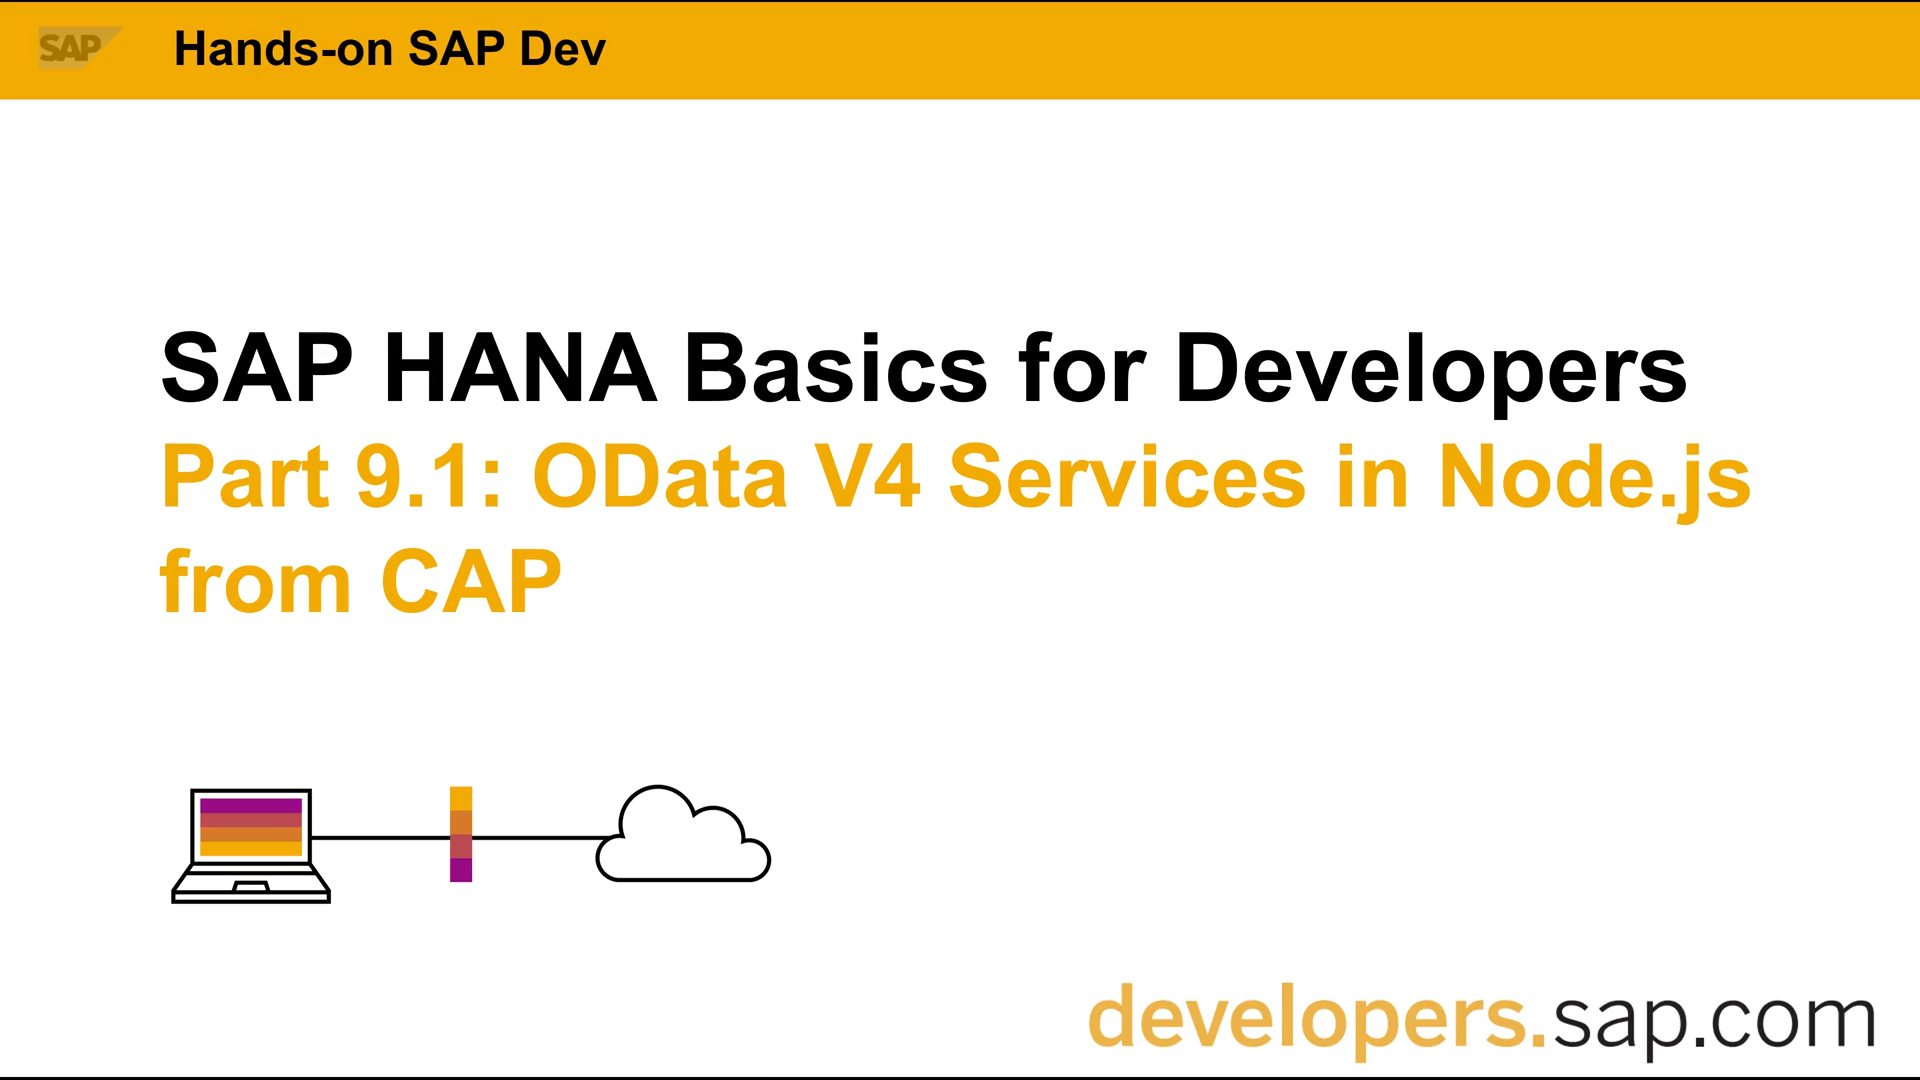 SAP
Hands-on SAP Dev
SAP HANA Basics for Developers
Part 9.1: OData V4 Services in Node.js
from CAP
developers.sap.com